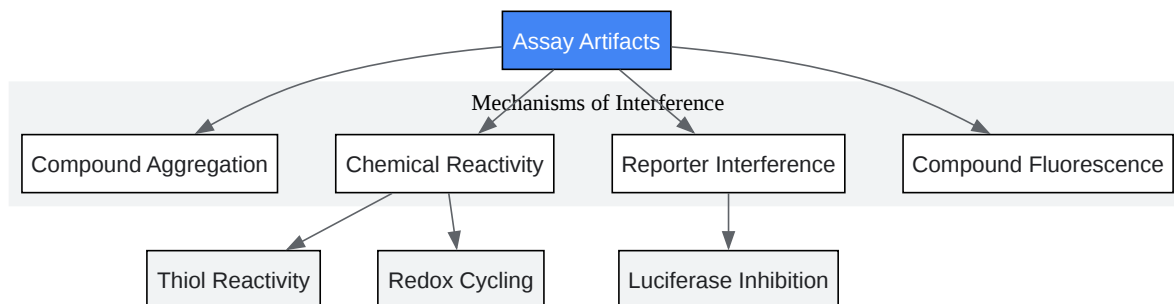 Assay Artifacts
Mechanisms of Interference
Compound Aggregation
Chemical Reactivity
Reporter Interference
Compound Fluorescence
Thiol Reactivity
Redox Cycling
Luciferase Inhibition